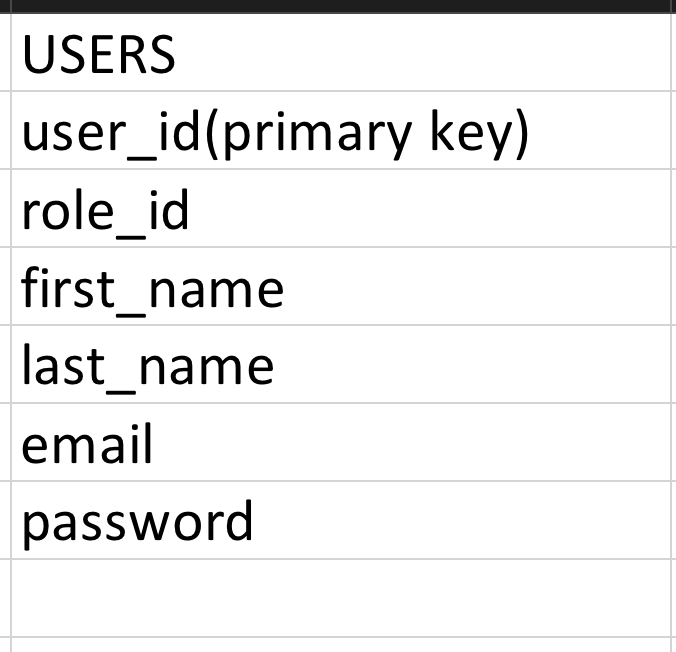 USERS
user_id(primary key)
role_id
first_name
last_name
email
password